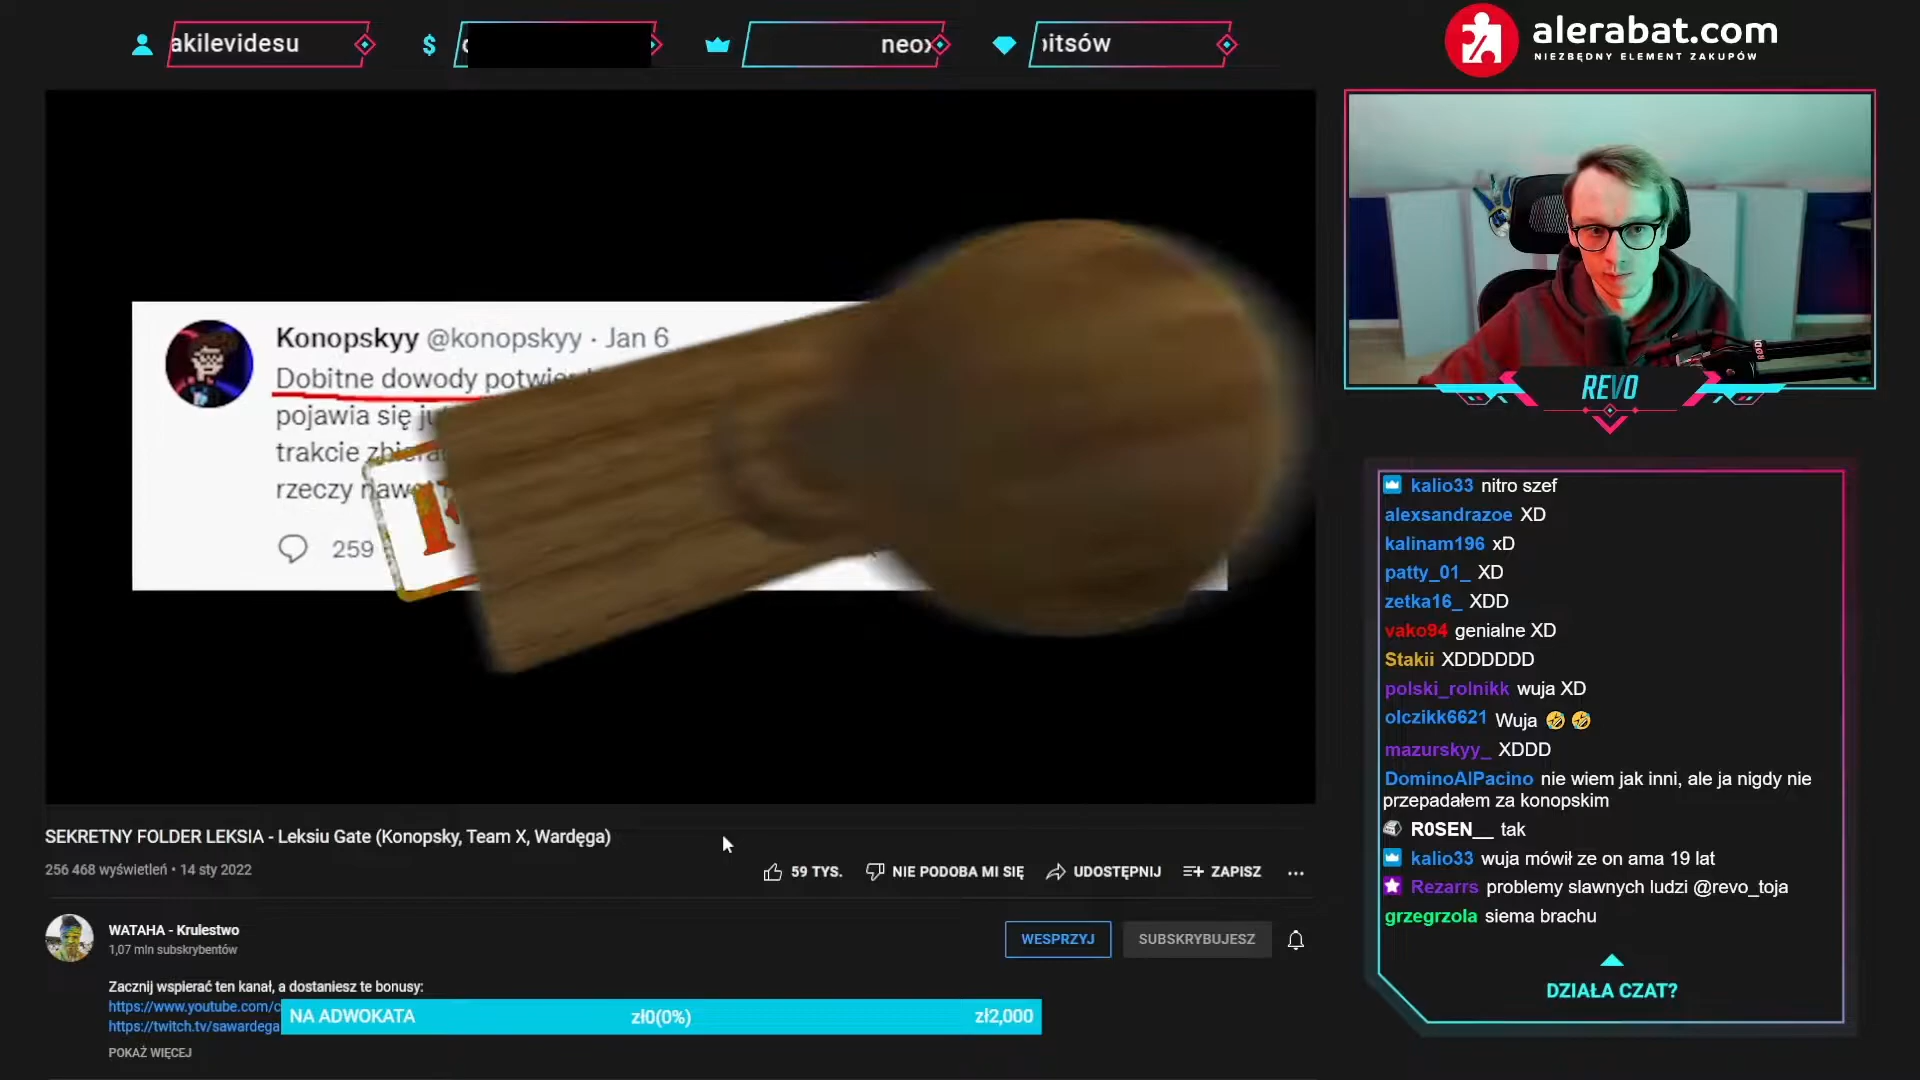 akilevidesu
neox
bitsów
alerabat.com
NIEZBĘDNY ELEMENT ZAKUPÓW
Konopskyy @konopskyy · Jan 6
Dobitne dowody
pojawia się
trakcie
rzeczy
259
REVO
kalio33 nitro szef
alexsandrazoe XD
kalinam196 xD
patty_01_ XD
zetka16_ XDD
vako94 genialne XD
Stakii XDDDDDD
polski_rolnikk wuja XD
olczikk6621 Wuja 🤣 🤣
mazurskyy_ XDDD
DominoAlPacino nie wiem jak inni, ale ja nigdy nie
przepadałem za konopskim
R0SEN__ tak
kalio33 wuja mówił ze on ama 19 lat
Rezarrs problemy slawnych ludzi @revo_toja
grzegrzola siema brachu
DZIAŁA CZAT?
SEKRETNY FOLDER LEKSIA - Leksiu Gate (Konopsky, Team X, Wardęga)
256 468 wyświetleń • 14 sty 2022
59 TYS. NIE PODOBA MI SIĘ UDOSTĘPNIJ ZAPISZ
WATAHA - Krulestwo
1,07 mln subskrybentów
WESPRZYJ SUBSKRYBUJESZ
Zacznij wspierać ten kanał, a dostaniesz te bonusy:
https://www.youtube.com/c
https://twitch.tv/sawardega
NA ADWOKATA zł0(0%) zł2,000
POKAŻ WIĘCEJ